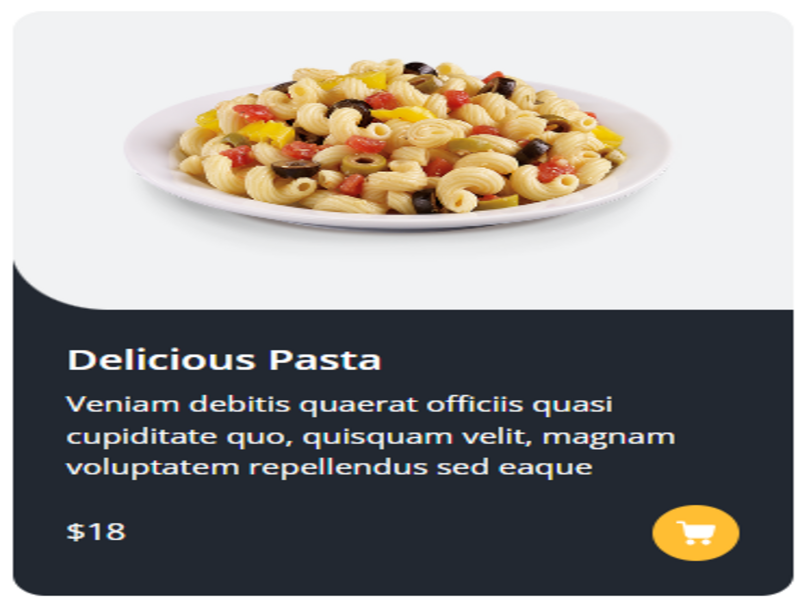 Delicious Pasta
Veniam debitis quaerat officiis quasi
cupiditate quo, quisquam velit, magnam
voluptatem repellendus sed eaque
$18